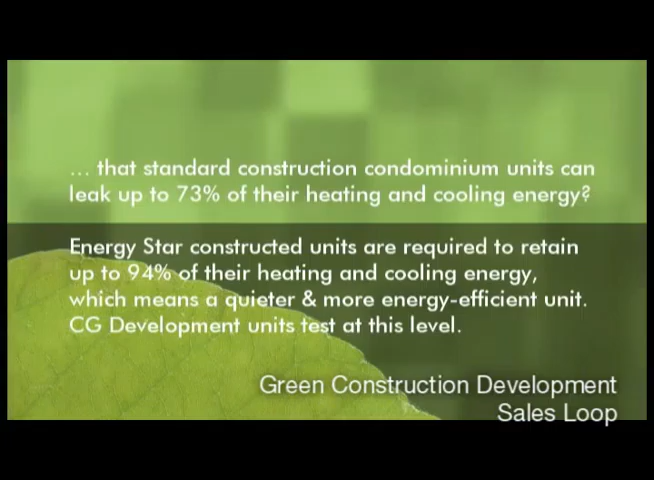 ... that standard construction condominium units can
leak up to 73% of their heating and cooling energy?
Energy Star constructed units are required to retain
up to 94% of their heating and cooling energy,
which means a quieter & more energy-efficient unit.
CG Development units test at this level.
Green Construction Development
Sales Loop